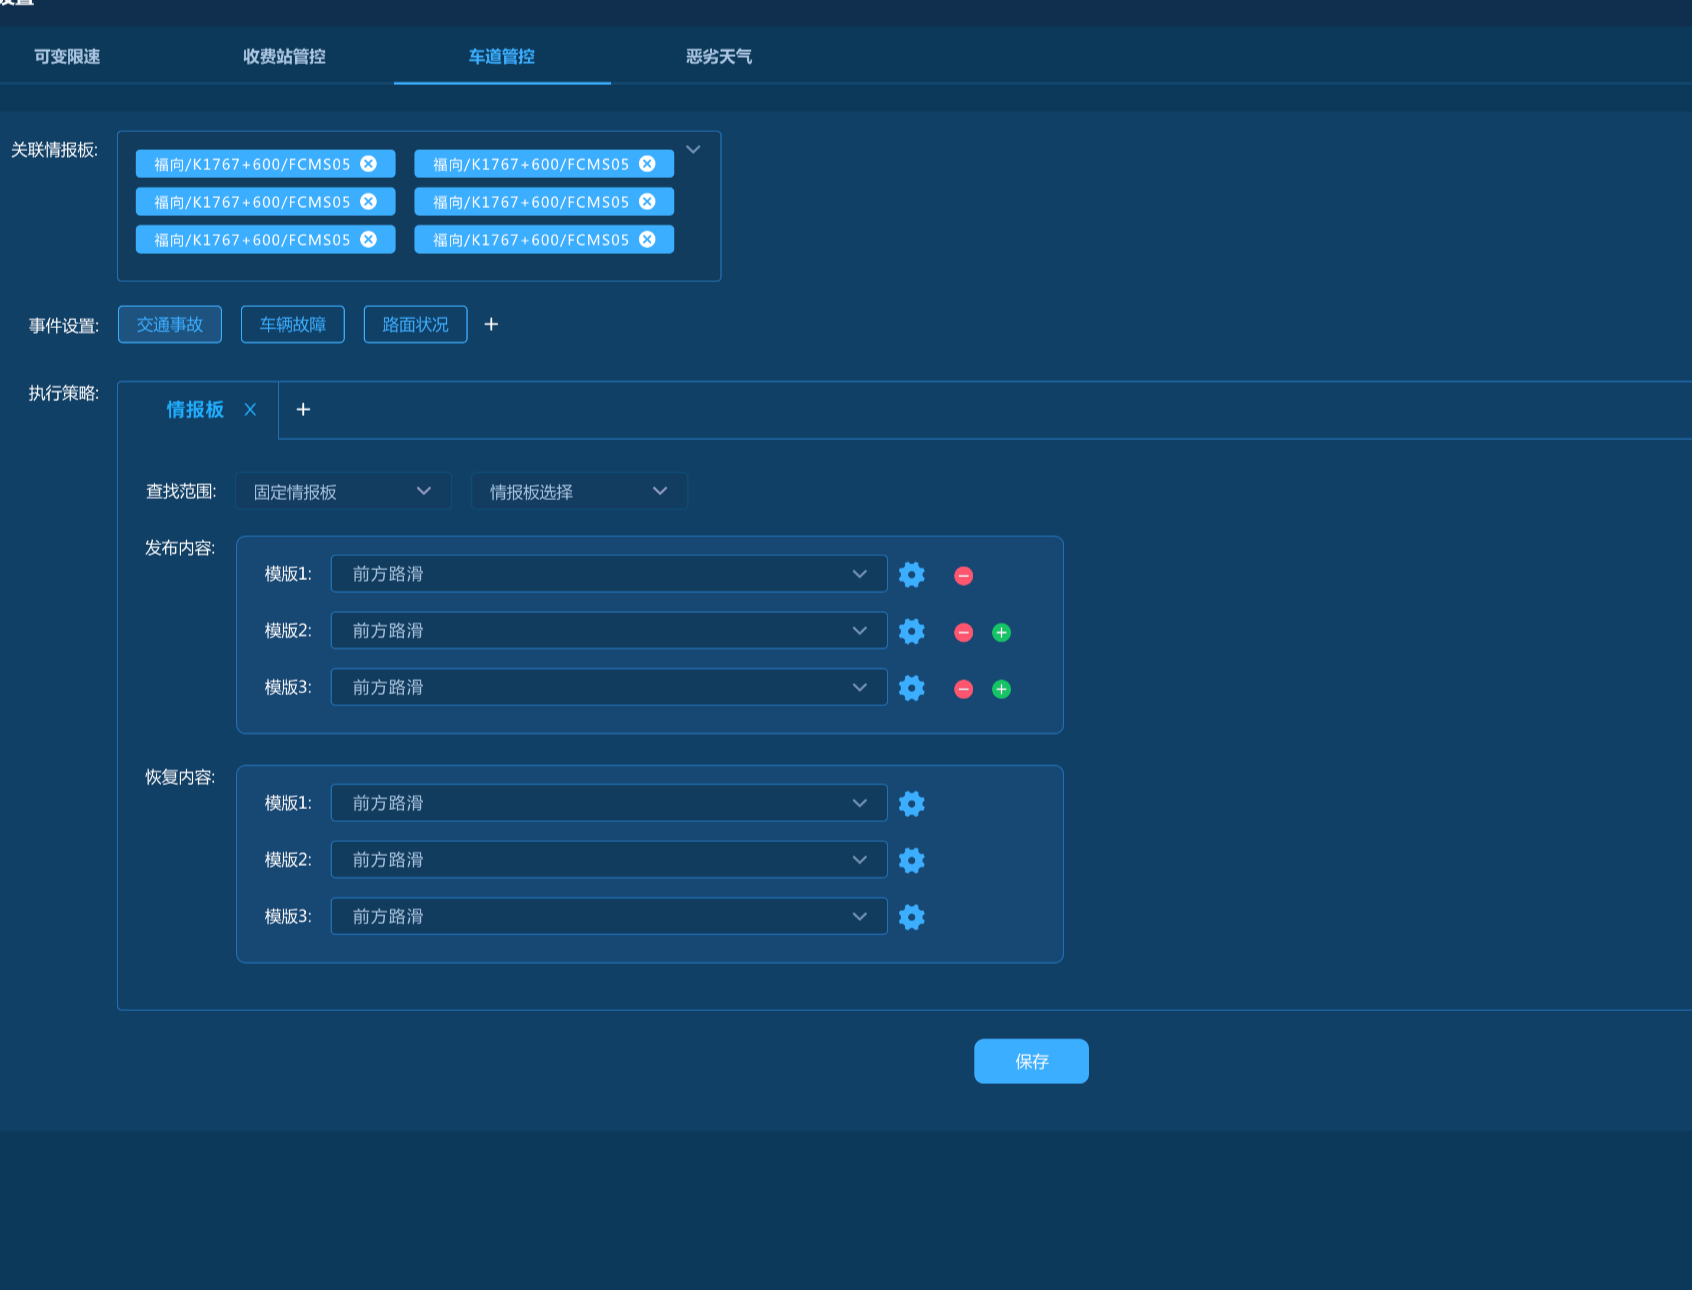 可变限速 收费站管控 车道管控 恶劣天气
关联情报板:
福向/K1767+600/FCMS05 福向/K1767+600/FCMS05
福向/K1767+600/FCMS05 福向/K1767+600/FCMS05
福向/K1767+600/FCMS05 福向/K1767+600/FCMS05
事件设置: 交通事故 车辆故障 路面状况 +
执行策略: 情报板 × +
查找范围: 固定情报板 情报板选择
发布内容:
模版1: 前方路滑
模版2: 前方路滑
模版3: 前方路滑
恢复内容:
模版1: 前方路滑
模版2: 前方路滑
模版3: 前方路滑
保存